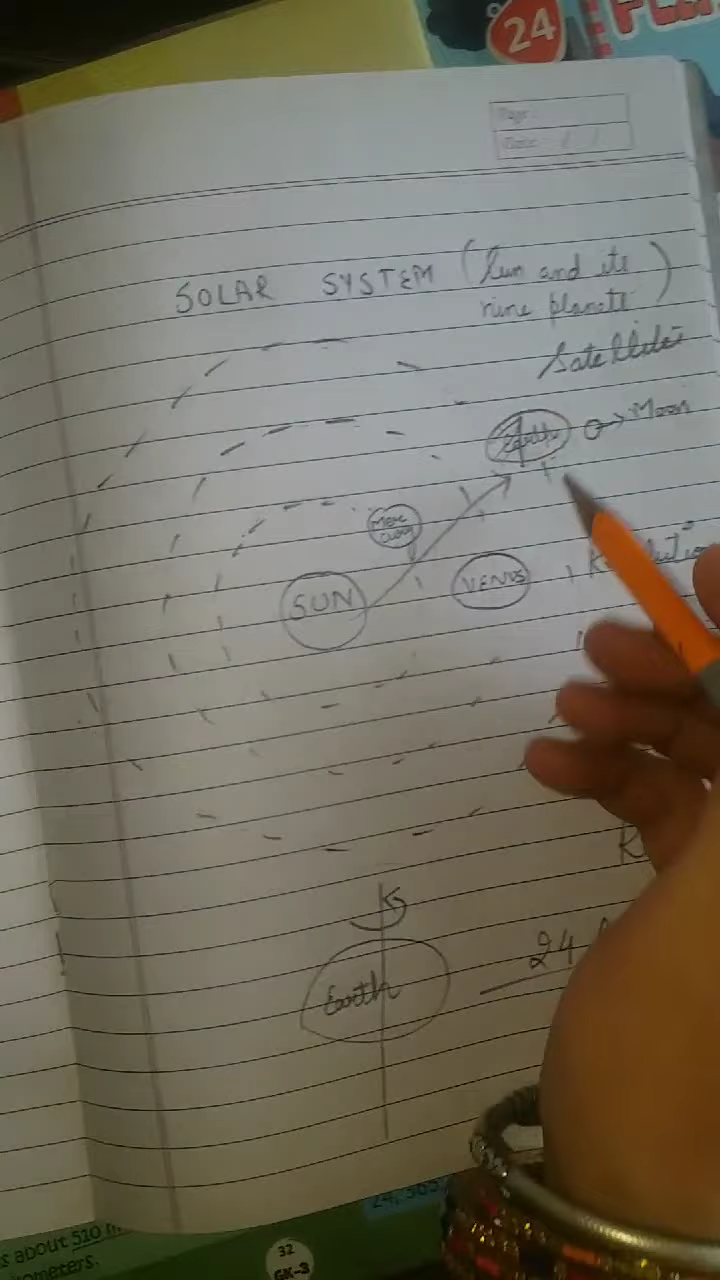 24
Page:
Date: / /
SOLAR SYSTEM (Sun and its
nine planets)
Satellites
Earth → Moon
Mercury
SUN
VENUS
Earth
24
s about 510 m
ometers.
32
GK-3